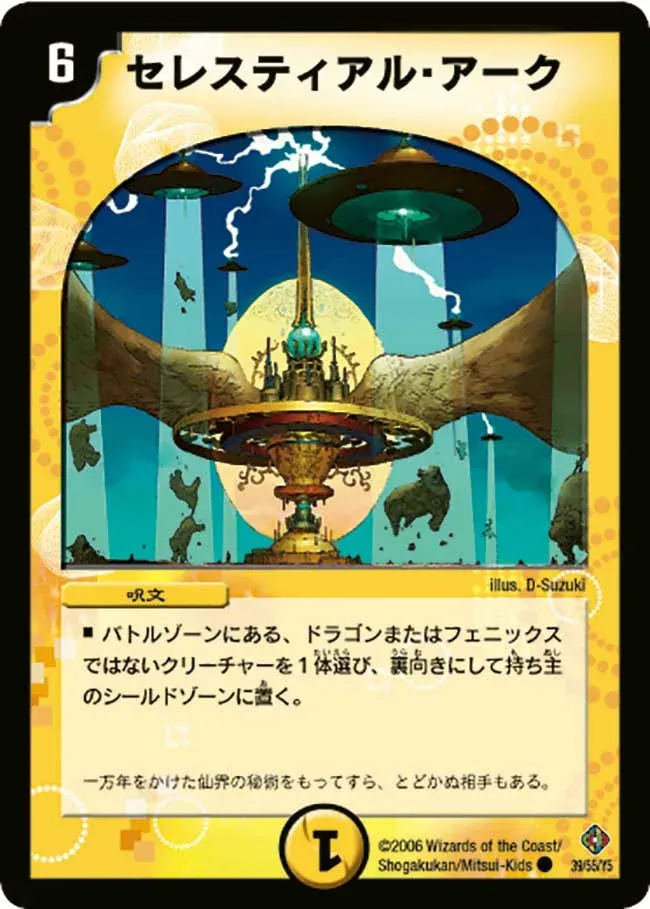 6
セレスティアル・アーク
illus. D-Suzuki
呪文
■ バトルゾーンにある、ドラゴンまたはフェニックス
ではないクリーチャーを1体選び、裏向きにして持ち主
のシールドゾーンに置く。
一万年をかけた仙界の秘術をもってすら、とどかぬ相手もある。
1
©2006 Wizards of the Coast/
Shogakukan/Mitsui-Kids ●
39/55/Y5